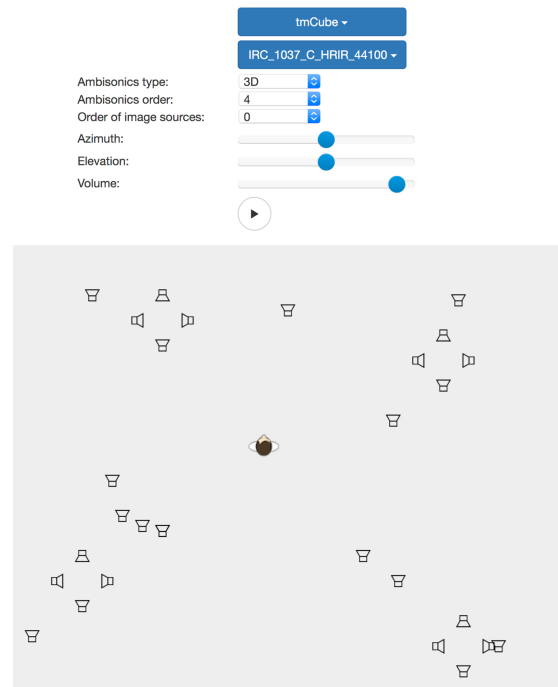 tmCube
IRC_1037_C_HRIR_44100
Ambisonics type: 3D
Ambisonics order: 4
Order of image sources: 0
Azimuth:
Elevation:
Volume: